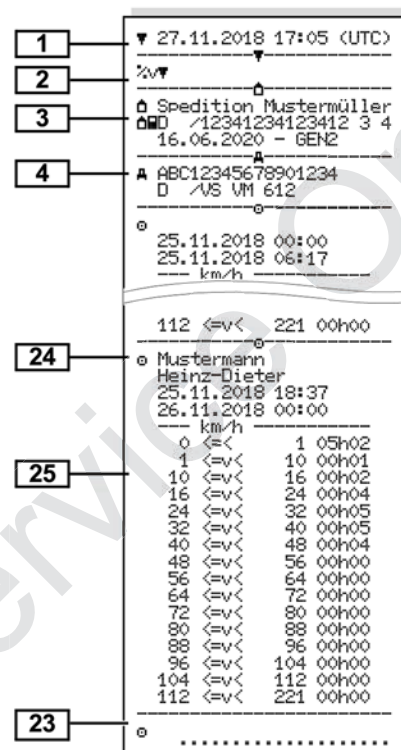 1
▼ 27.11.2018 17:05 (UTC)
2
%v▼
3
Spedition Mustermüller
D /12341234123412 3 4
16.06.2020 - GEN2
4
A ABC12345678901234
D /VS VM 612
25.11.2018 00:00
25.11.2018 06:17
--- km/h ---
112 <=v< 221 00h00
24
Mustermann
Heinz-Dieter
25.11.2018 18:37
26.11.2018 00:00
--- km/h ---
25
0 <=< 1 05h02
1 <=v< 10 00h01
10 <=v< 16 00h02
16 <=v< 24 00h04
24 <=v< 32 00h05
32 <=v< 40 00h05
40 <=v< 48 00h04
48 <=v< 56 00h00
56 <=v< 64 00h00
64 <=v< 72 00h00
72 <=v< 80 00h00
80 <=v< 88 00h00
88 <=v< 96 00h00
96 <=v< 104 00h00
104 <=v< 112 00h00
112 <=v< 221 00h00
23
....................